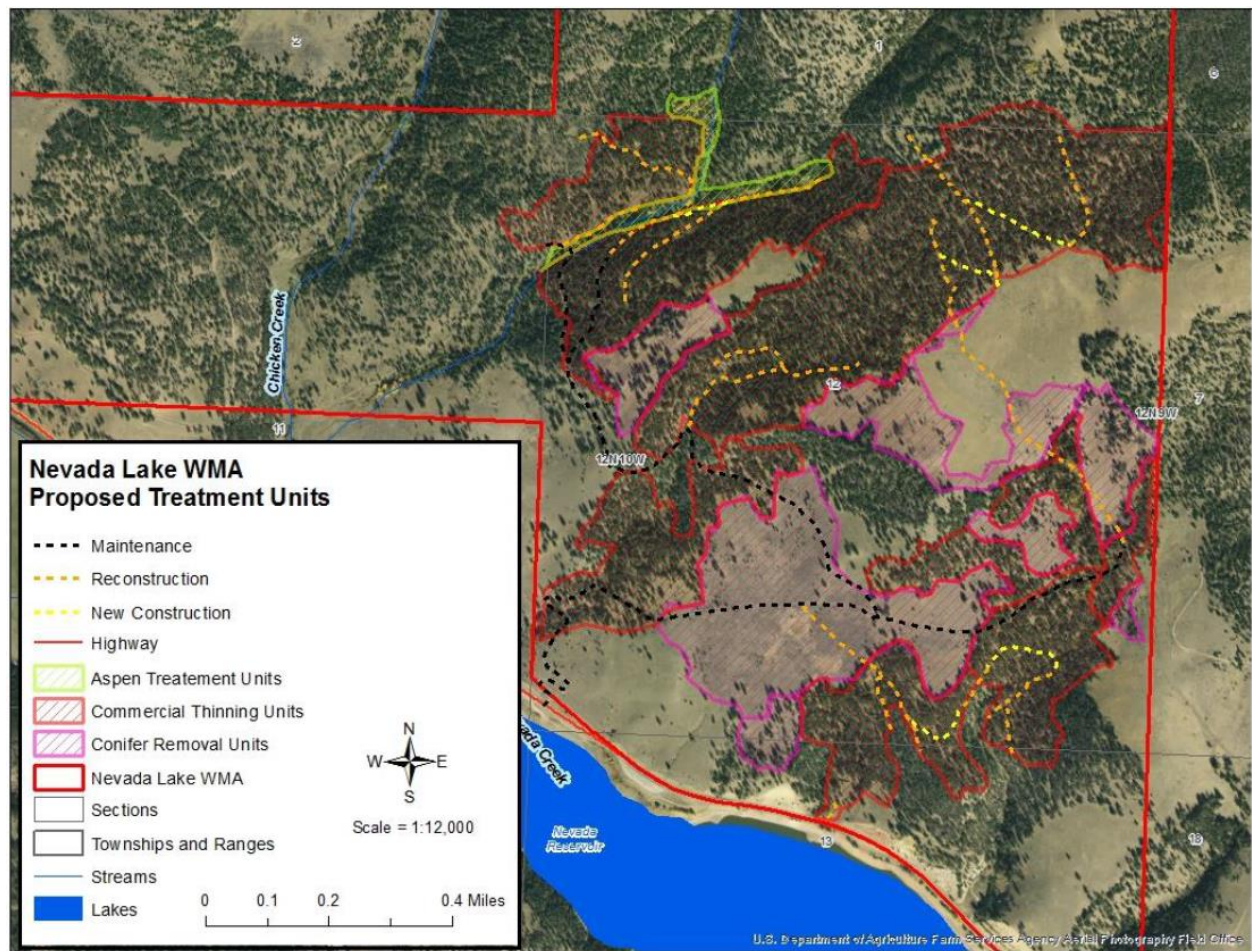 2
1
6
Chicken Creek
11
12
7
12N9W
12N10W
Nevada Lake WMA
Proposed Treatment Units
Maintenance
Reconstruction
New Construction
Highway
Aspen Treatement Units
Commercial Thinning Units
Conifer Removal Units
Nevada Lake WMA
Sections
Townships and Ranges
Streams
Lakes
N
W E
S
Scale = 1:12,000
0 0.1 0.2 0.4 Miles
vada Creek
Nevada
Reservoir
13
18
U.S. Department of Agriculture Farm Services Agency Aerial Photography Field Office